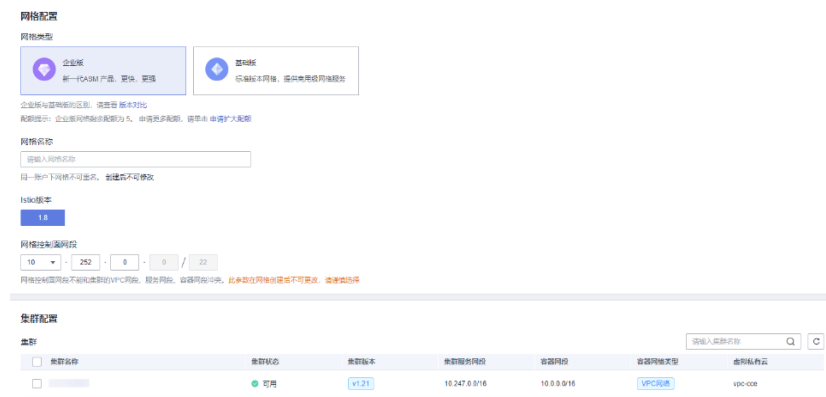 网格配置
网格类型
企业版
新一代ASM 产品，更快、更强
基础版
标准版本网格，提供商用级网格服务
企业版与基础版的区别，请查看 版本对比
配额提示：企业版网格剩余配额为 5。 申请更多配额，请单击 申请扩大配额
网格名称
请输入网格名称
同一账户下网格不可重名。 创建后不可修改
Istio版本
1.8
网格控制面网段
10 · 252 · 8 · 0 / 22
网格控制面网段不能和集群的VPC网段、服务网段、容器网段冲突。此参数在网格创建后不可更改，请谨慎选择
集群配置
集群
请输入集群名称
集群名称 集群状态 集群版本 集群服务网段 容器网段 容器网络类型 虚拟私有云
可用 v1.21 10.247.0.0/16 10.0.0.0/16 VPC网络 vpc-cce